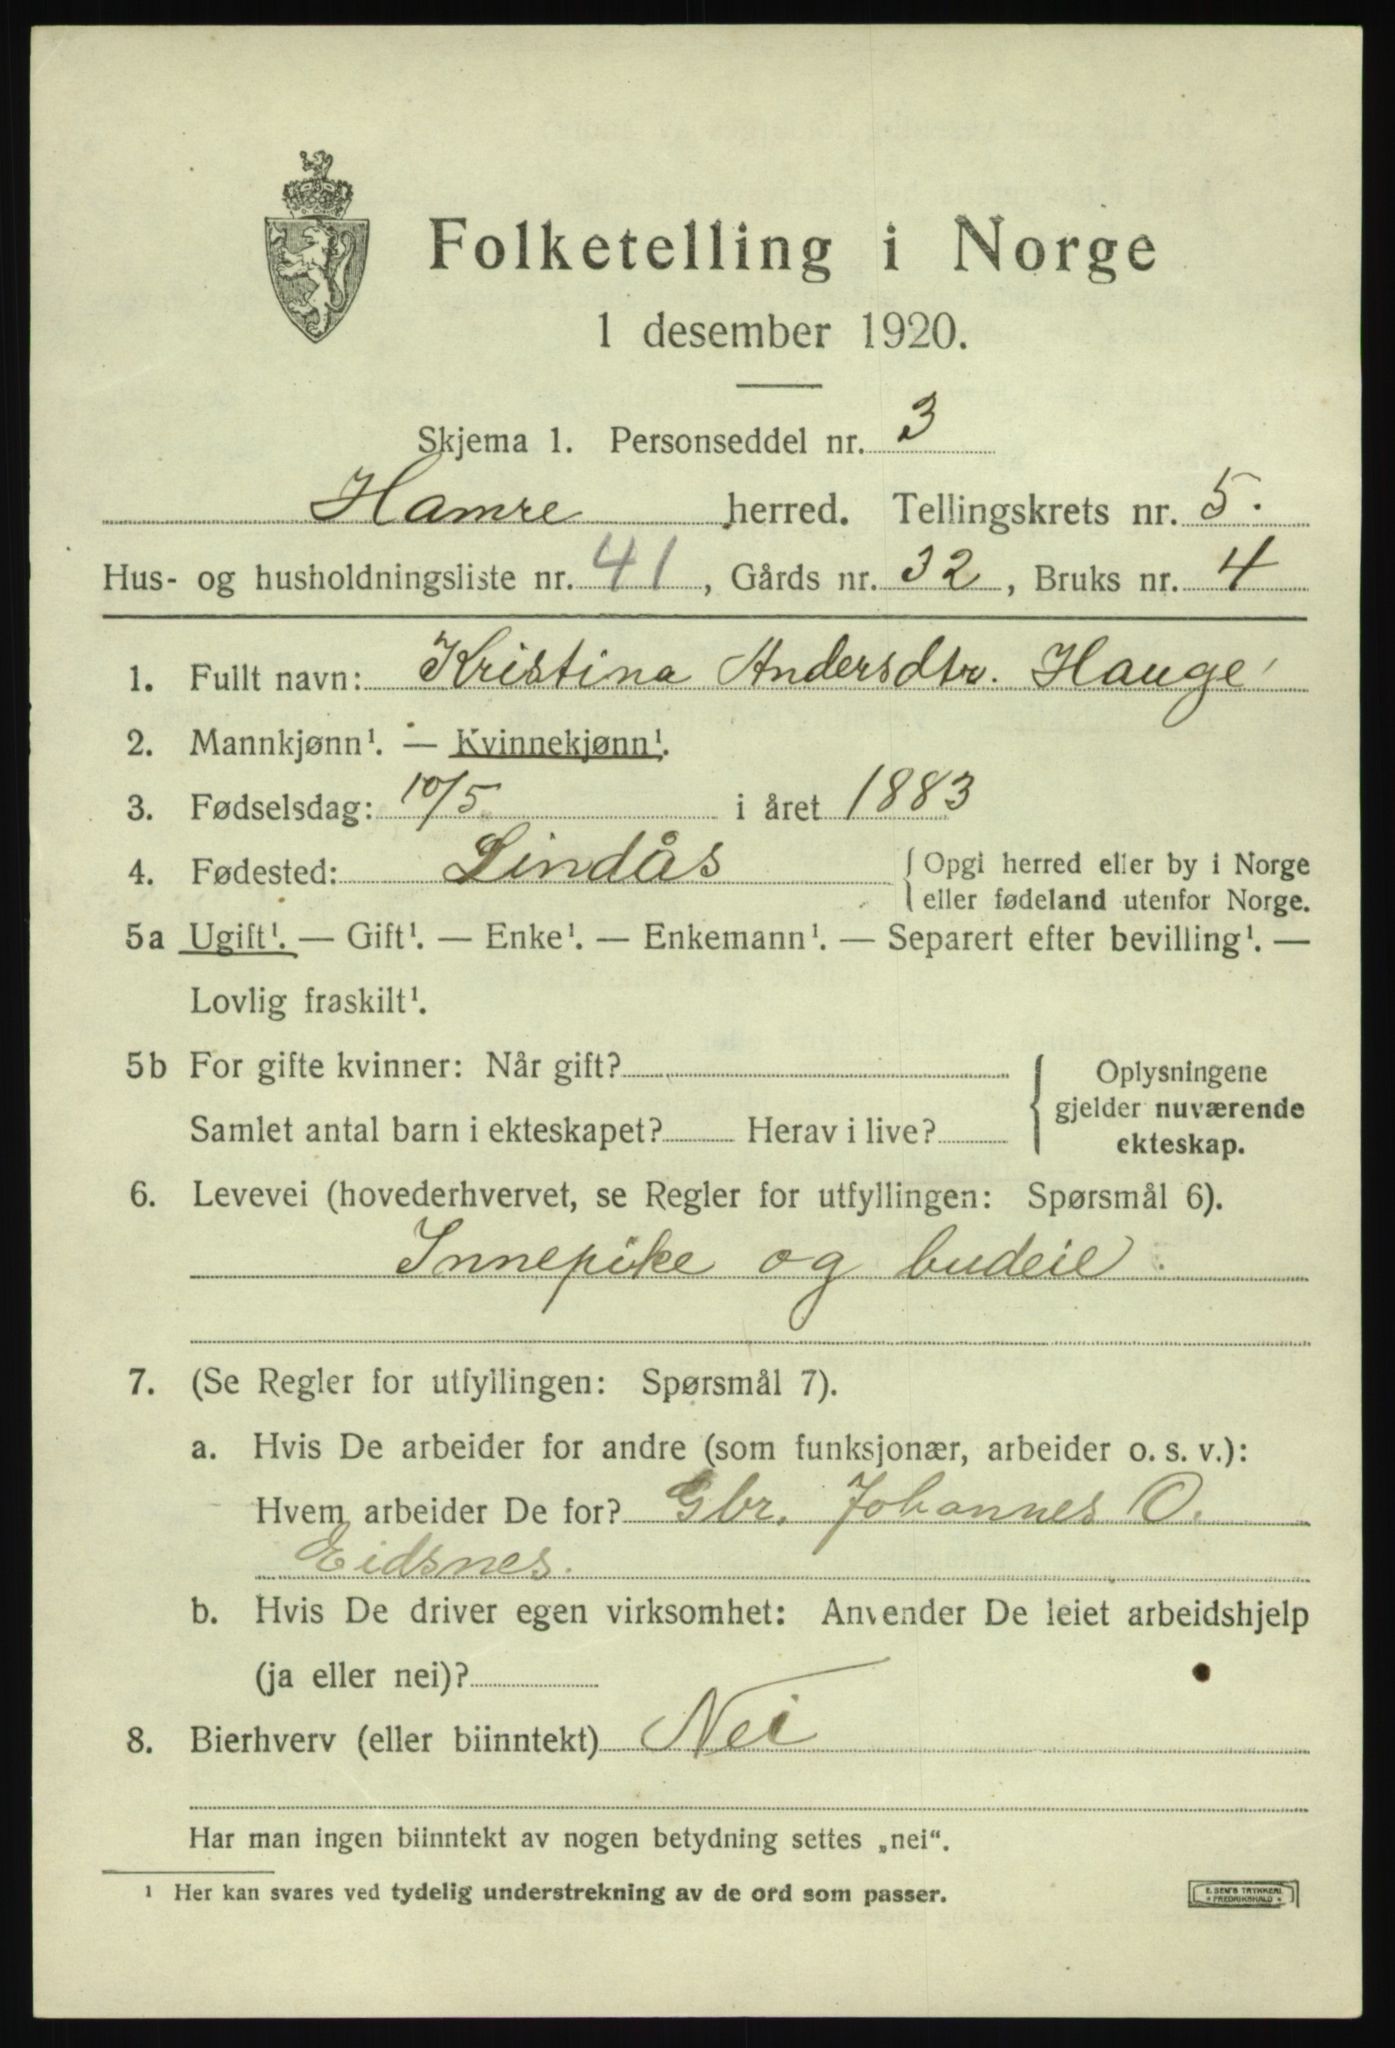 Folketelling i Norge
1 desember 1920.
Skjema 1. Personseddel nr. 3
Hamre herred. Tellingskrets nr. 5.
Hus- og husholdningsliste nr. 41, Gårds nr. 32, Bruks nr. 4
1. Fullt navn: Kristina Andersdtr. Hauge
2. Mannkjønn¹. — Kvinnekjønn¹.
3. Fødselsdag: 10/5 i året 1883
4. Fødested: Lindås { Opgi herred eller by i Norge
eller fødeland utenfor Norge.
5a Ugift¹. — Gift¹. — Enke¹. — Enkemann¹. — Separert efter bevilling¹. —
Lovlig fraskilt¹.
5b For gifte kvinner: Når gift? { Oplysningene
gjelder nuværende
Samlet antal barn i ekteskapet? Herav i live? ekteskap.
6. Levevei (hovederhvervet, se Regler for utfyllingen: Spørsmål 6).
Innepike og budeie
7. (Se Regler for utfyllingen: Spørsmål 7).
a. Hvis De arbeider for andre (som funksjonær, arbeider o. s. v.):
Hvem arbeider De for? Gbr. Johannes O.
Eidsnes.
b. Hvis De driver egen virksomhet: Anvender De leiet arbeidshjelp
(ja eller nei)?
8. Bierhverv (eller biinntekt) Nei
Har man ingen biinntekt av nogen betydning settes „nei“.
¹ Her kan svares ved tydelig understrekning av de ord som passer.
E. SEM'S TRYKKERI
FREDRIKSHALD